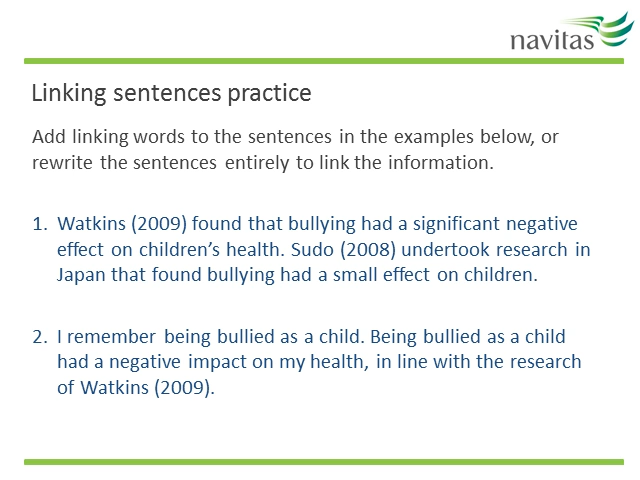 navitas
Linking sentences practice
Add linking words to the sentences in the examples below, or
rewrite the sentences entirely to link the information.
1. Watkins (2009) found that bullying had a significant negative
effect on children’s health. Sudo (2008) undertook research in
Japan that found bullying had a small effect on children.
2. I remember being bullied as a child. Being bullied as a child
had a negative impact on my health, in line with the research
of Watkins (2009).